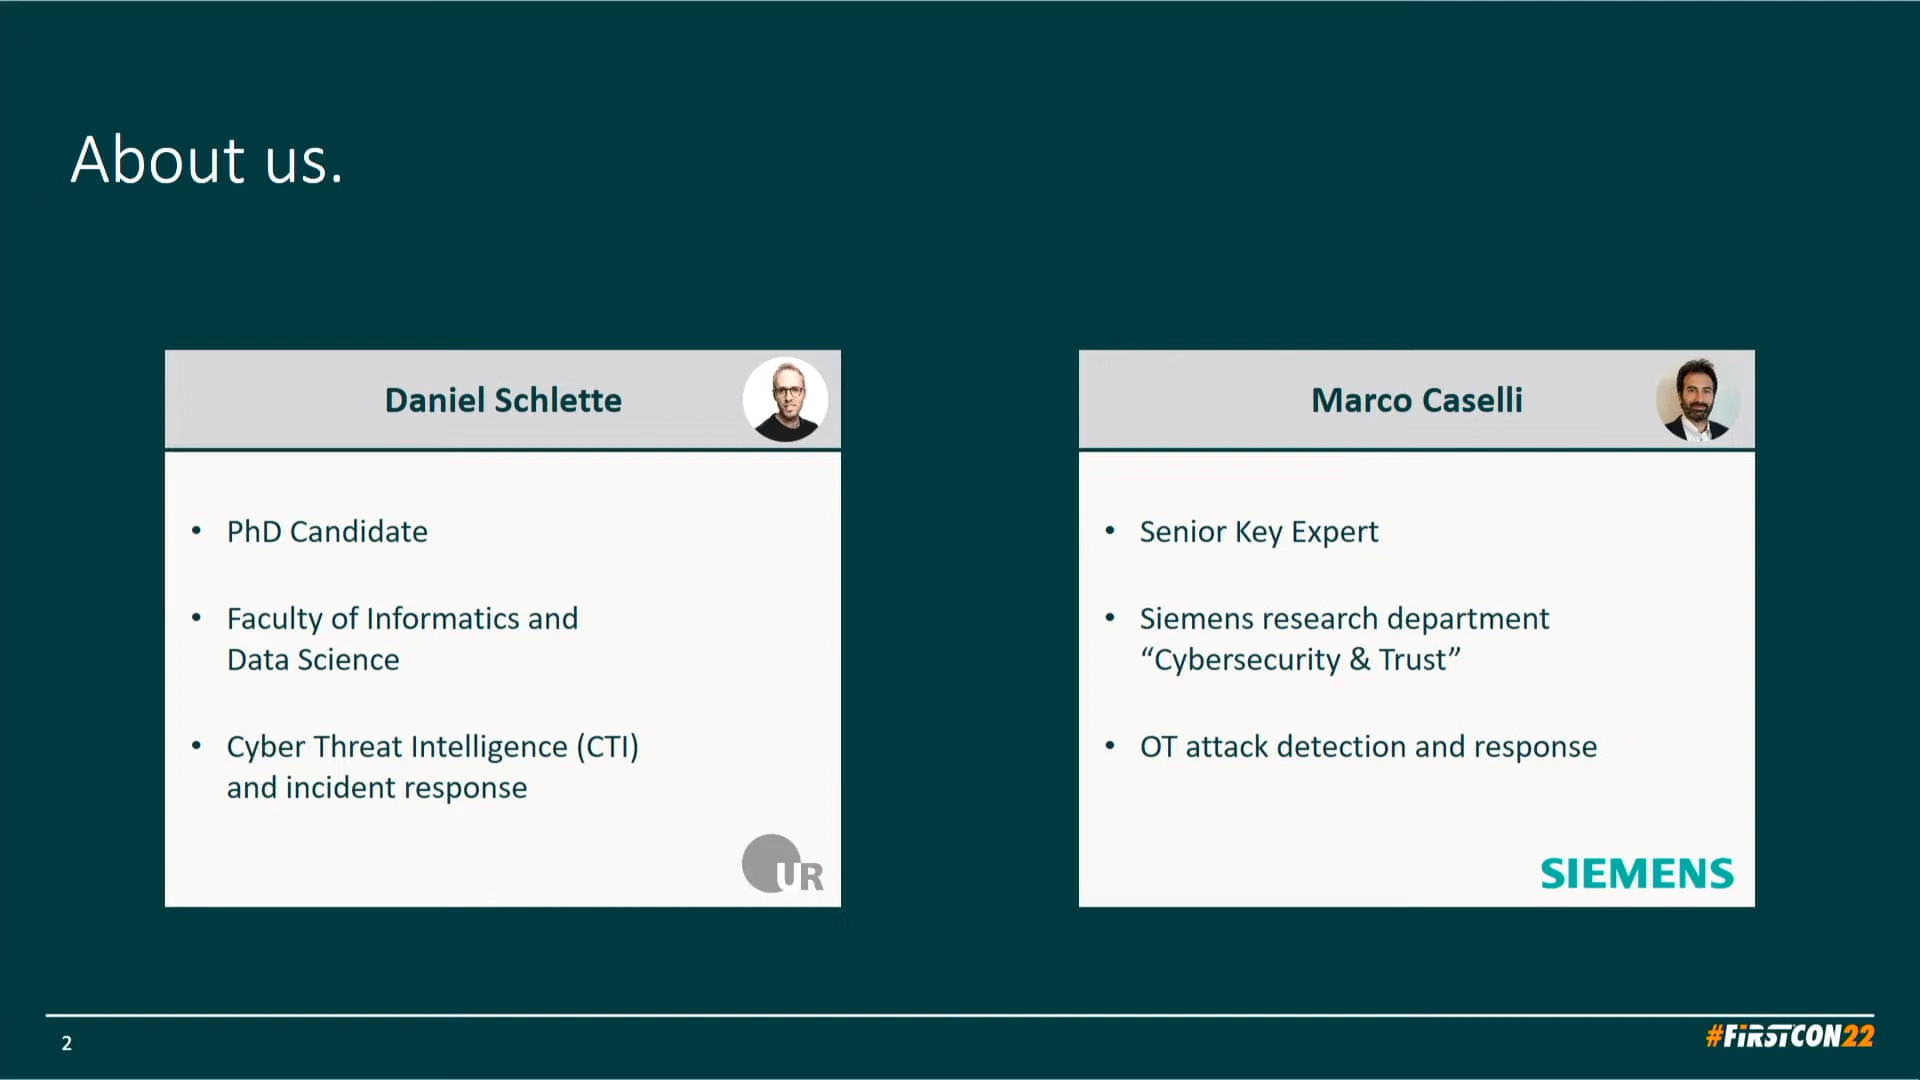 About us.
Daniel Schlette
• PhD Candidate
• Faculty of Informatics and
Data Science
• Cyber Threat Intelligence (CTI)
and incident response
UR
Marco Caselli
• Senior Key Expert
• Siemens research department
“Cybersecurity & Trust”
• OT attack detection and response
SIEMENS
2
#FiRSTCON22